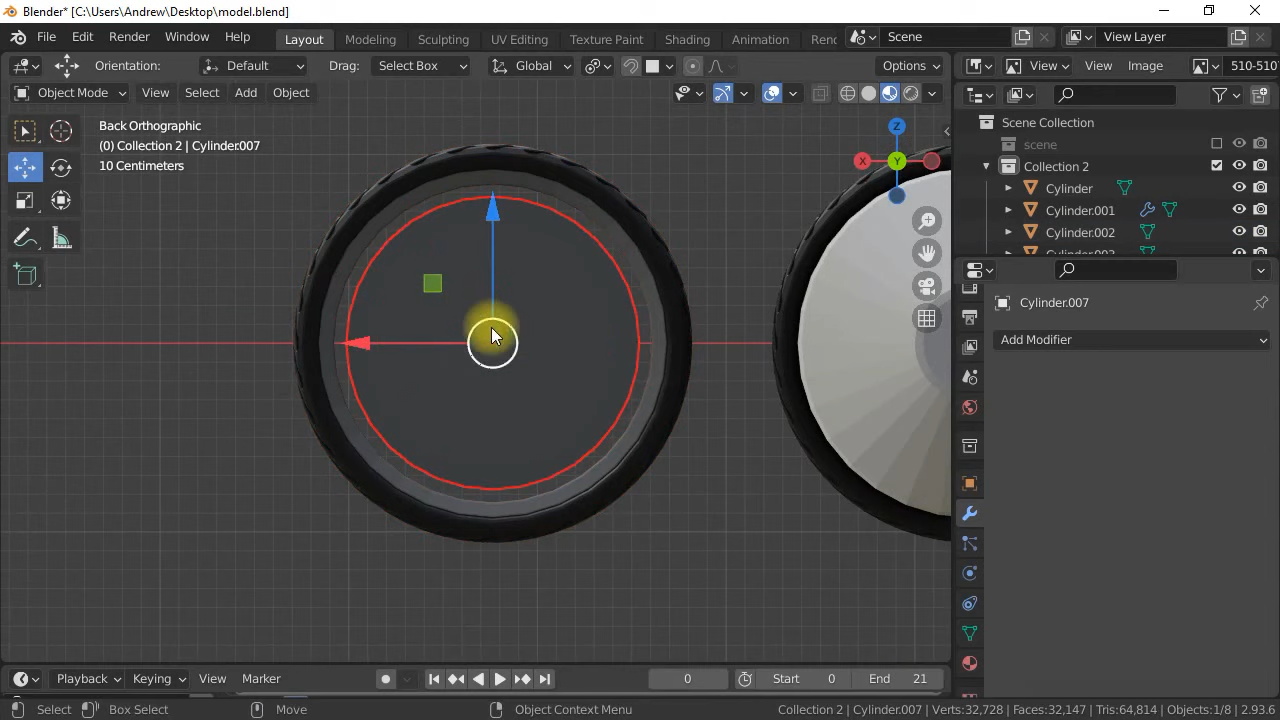 Blender* [C:\Users\Andrew\Desktop\model.blend]
File Edit Render Window Help Layout Modeling Sculpting UV Editing Texture Paint Shading Animation Ren Scene View Layer
Orientation: Default Drag: Select Box Global Options View View Image 510-510
Object Mode View Select Add Object
Back Orthographic
(0) Collection 2 | Cylinder.007
10 Centimeters
Z
X
Y
Scene Collection
scene
Collection 2
Cylinder
Cylinder.001
Cylinder.002
Cylinder.007
Add Modifier
Playback Keying View Marker 0 Start 0 End 21
Select Box Select Move Object Context Menu Collection 2 | Cylinder.007 | Verts:32,728 | Faces:32,147 | Tris:64,814 | Objects:1/8 | 2.93.6